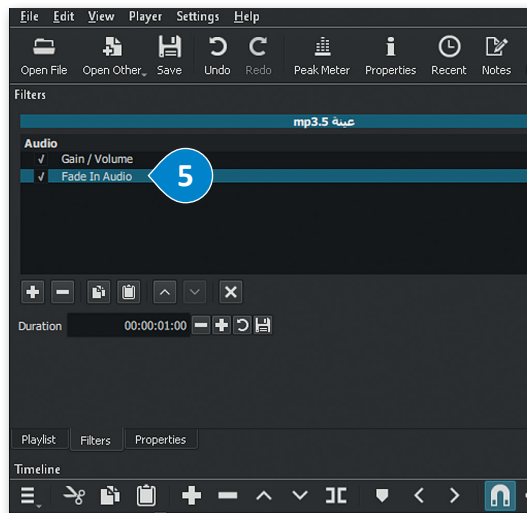 File Edit View Player Settings Help
Open File Open Other Save Undo Redo Peak Meter Properties Recent Notes
Filters
عينة 5.mp3
Audio
√ Gain / Volume
√ Fade In Audio
5
Duration 00:00:01:00
Playlist Filters Properties
Timeline